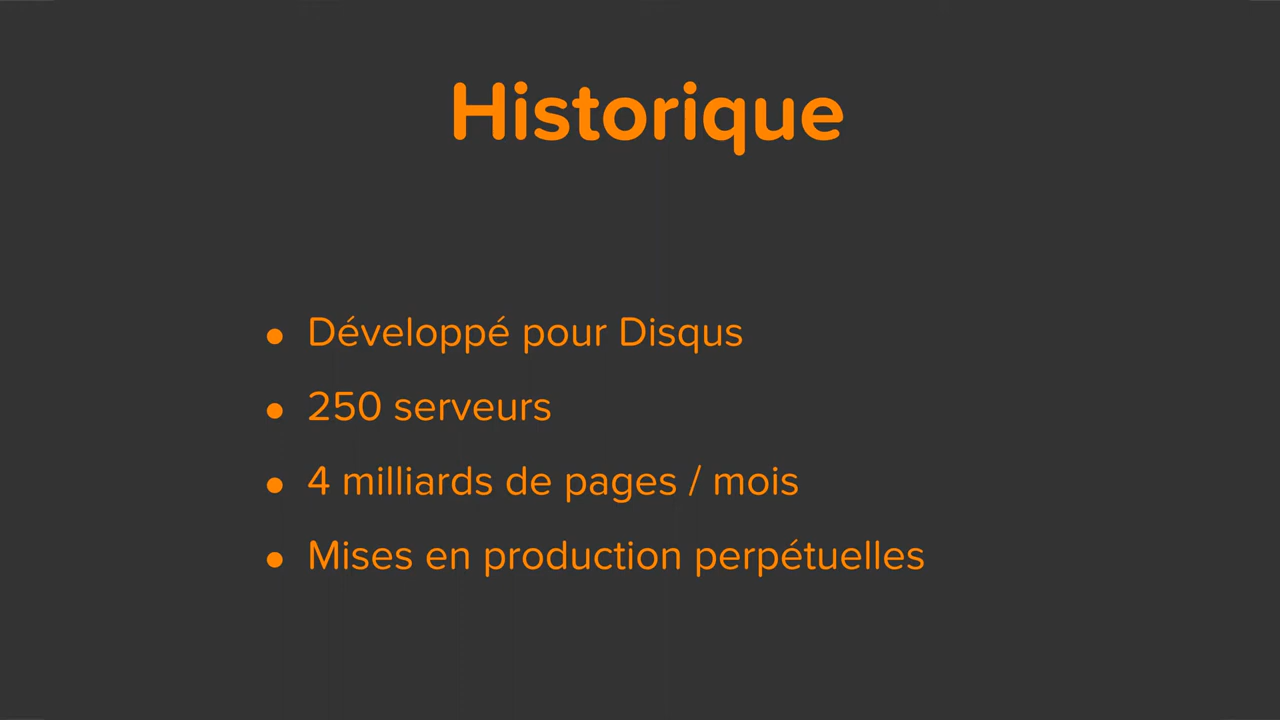 Historique
• Développé pour Disqus
• 250 serveurs
• 4 milliards de pages / mois
• Mises en production perpétuelles